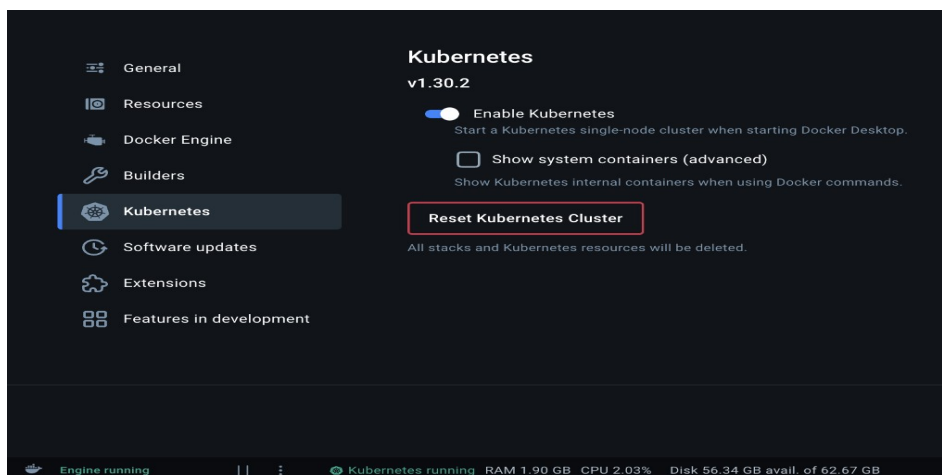 General
Resources
Docker Engine
Builders
Kubernetes
Software updates
Extensions
Features in development
Kubernetes
v1.30.2
Enable Kubernetes
Start a Kubernetes single-node cluster when starting Docker Desktop.
Show system containers (advanced)
Show Kubernetes internal containers when using Docker commands.
Reset Kubernetes Cluster
All stacks and Kubernetes resources will be deleted.
Engine running
Kubernetes running RAM 1.90 GB CPU 2.03% Disk 56.34 GB avail. of 62.67 GB